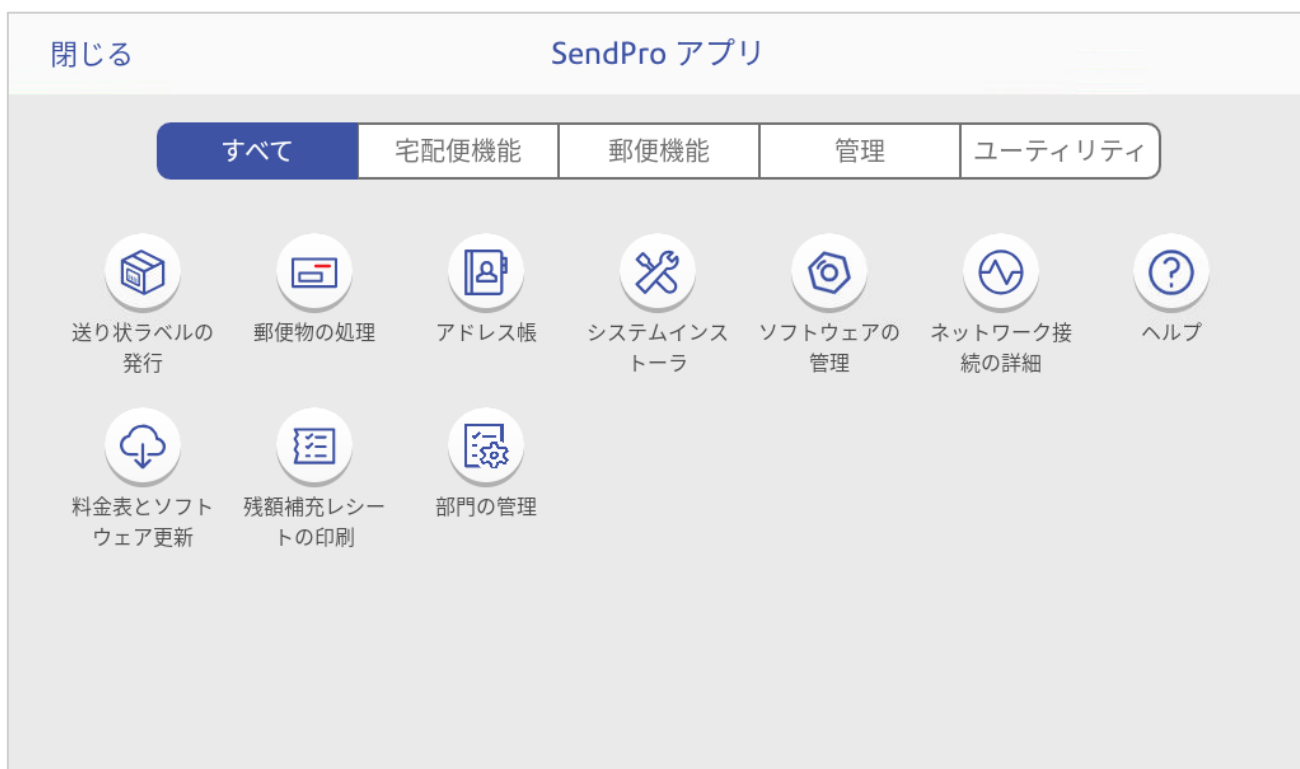 閉じる
SendPro アプリ
すべて
宅配便機能
郵便機能
管理
ユーティリティ
送り状ラベルの
発行
郵便物の処理
アドレス帳
システムインス
トーラ
ソフトウェアの
管理
ネットワーク接
続の詳細
ヘルプ
料金表とソフト
ウェア更新
残額補充レシー
トの印刷
部門の管理